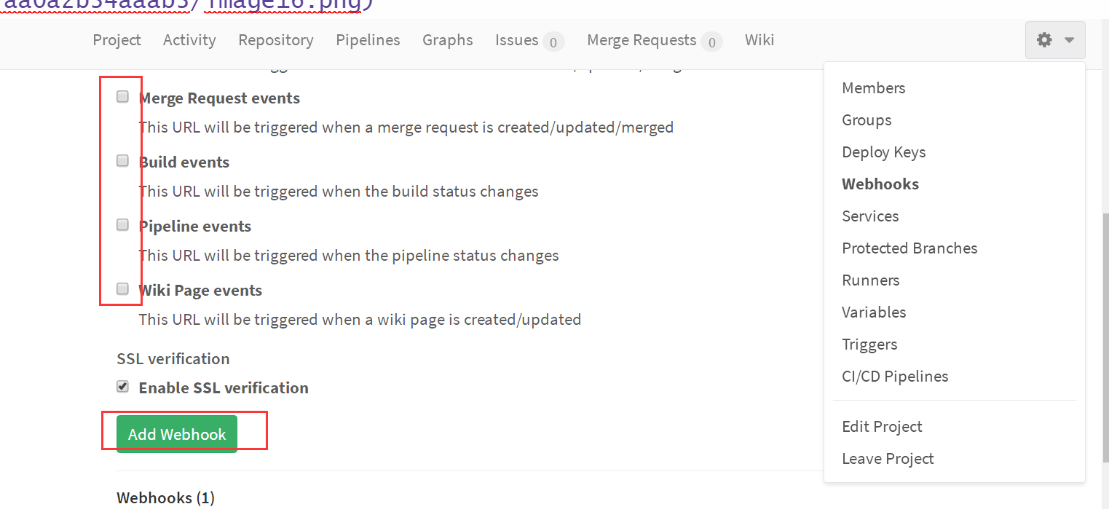 Project Activity Repository Pipelines Graphs Issues 0 Merge Requests 0 Wiki
Merge Request events
This URL will be triggered when a merge request is created/updated/merged
Build events
This URL will be triggered when the build status changes
Pipeline events
This URL will be triggered when the pipeline status changes
Wiki Page events
This URL will be triggered when a wiki page is created/updated
SSL verification
Enable SSL verification
Add Webhook
Webhooks (1)
Members
Groups
Deploy Keys
Webhooks
Services
Protected Branches
Runners
Variables
Triggers
CI/CD Pipelines
Edit Project
Leave Project